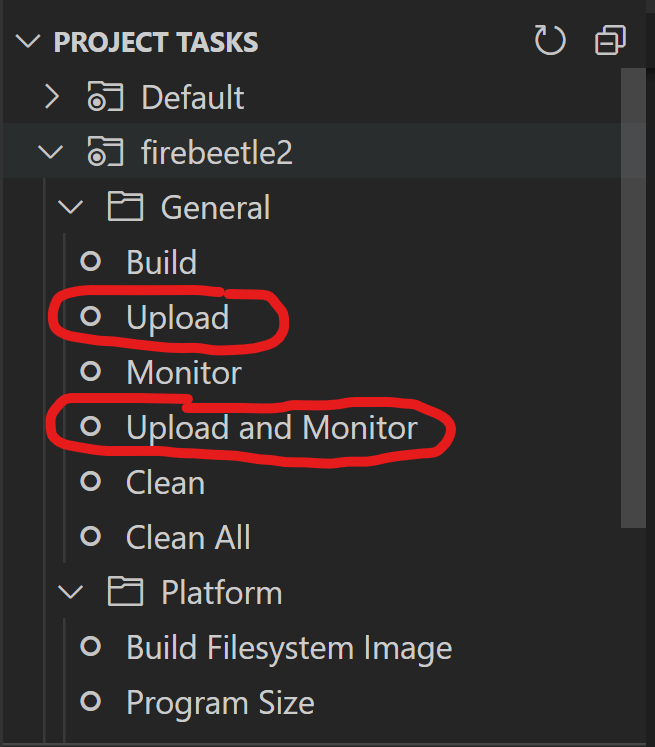 PROJECT TASKS
Default
firebeetle2
General
Build
Upload
Monitor
Upload and Monitor
Clean
Clean All
Platform
Build Filesystem Image
Program Size